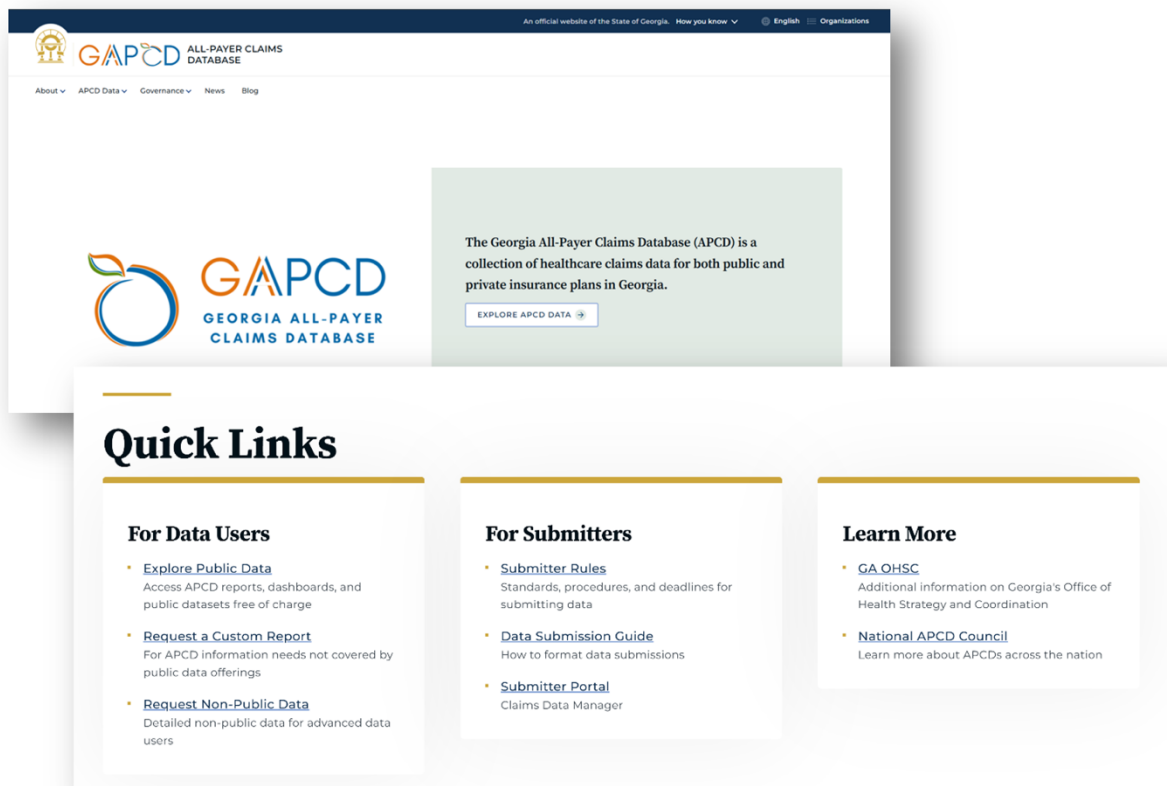 An official website of the State of Georgia. How you know
English
Organizations
GAPCD ALL-PAYER CLAIMS
DATABASE
About
APCD Data
Governance
News
Blog
GAPCD
GEORGIA ALL-PAYER
CLAIMS DATABASE
The Georgia All-Payer Claims Database (APCD) is a
collection of healthcare claims data for both public and
private insurance plans in Georgia.
EXPLORE APCD DATA
Quick Links
For Data Users
Explore Public Data
Access APCD reports, dashboards, and
public datasets free of charge
Request a Custom Report
For APCD information needs not covered by
public data offerings
Request Non-Public Data
Detailed non-public data for advanced data
users
For Submitters
Submitter Rules
Standards, procedures, and deadlines for
submitting data
Data Submission Guide
How to format data submissions
Submitter Portal
Claims Data Manager
Learn More
GA OHSC
Additional information on Georgia's Office of
Health Strategy and Coordination
National APCD Council
Learn more about APCDs across the nation